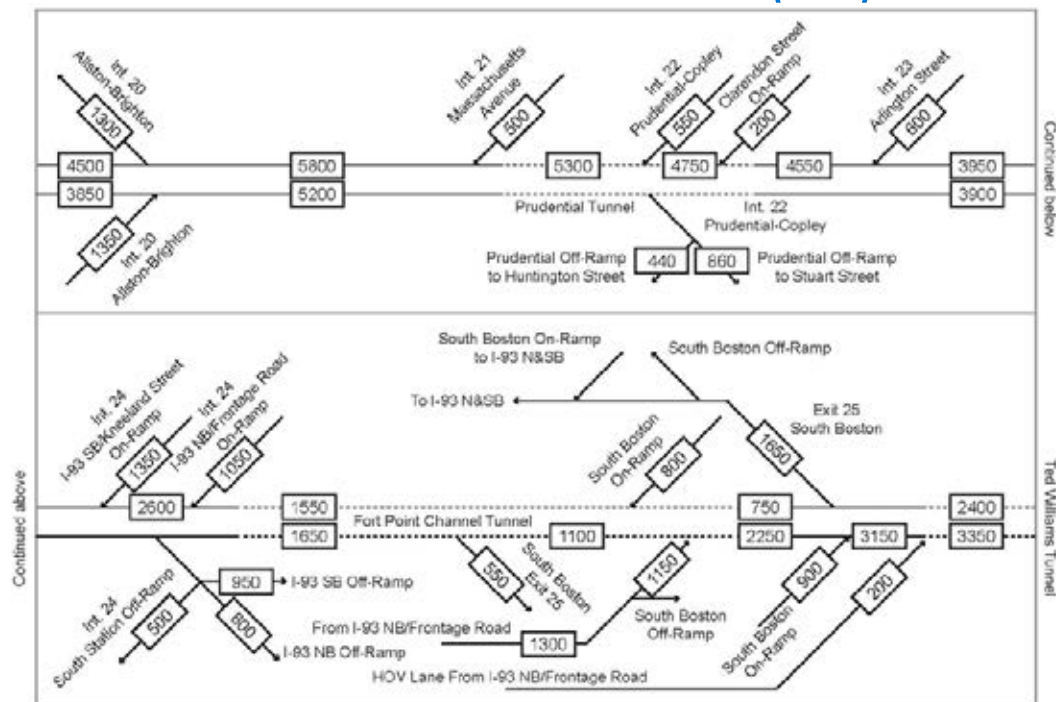 Int. 20
Allston-Brighton
1300
Int. 21
Massachusetts
Avenue
500
Int. 22
Prudential-Copley
550
Clarendon Street
On-Ramp
200
Int. 23
Arlington Street
600
4500
5800
5300
4750
4550
3950
3850
5200
3900
Continued below
1350
Int. 20
Allston-Brighton
Prudential Tunnel
Int. 22
Prudential-Copley
Prudential Off-Ramp
to Huntington Street
440
860
Prudential Off-Ramp
to Stuart Street
South Boston On-Ramp
to I-93 N&SB
South Boston Off-Ramp
To I-93 N&SB
Exit 25
South Boston
1650
Int. 24
I-93 SB/Kneeland Street
On-Ramp
1350
Int. 24
I-93 NB/Frontage Road
On-Ramp
1050
South Boston
On-Ramp
800
Continued above
2600
1550
750
2400
Fort Point Channel Tunnel
1650
1100
2250
3150
3350
Ted Williams Tunnel
Int. 24
South Station Off-Ramp
500
950
I-93 SB Off-Ramp
I-93 NB Off-Ramp
550
South Boston
Exit 25
1150
South Boston
Off-Ramp
From I-93 NB/Frontage Road
1300
900
South Boston
On-Ramp
200
HOV Lane From I-93 NB/Frontage Road